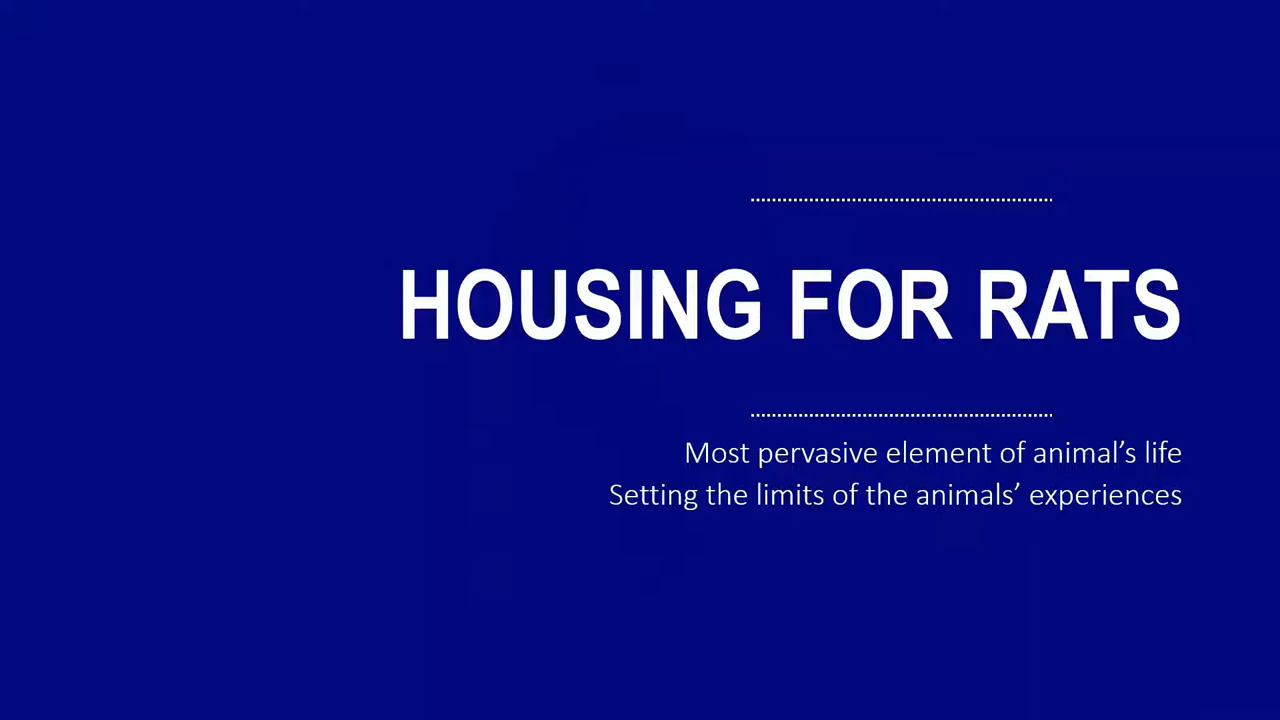 HOUSING FOR RATS
Most pervasive element of animal’s life
Setting the limits of the animals’ experiences